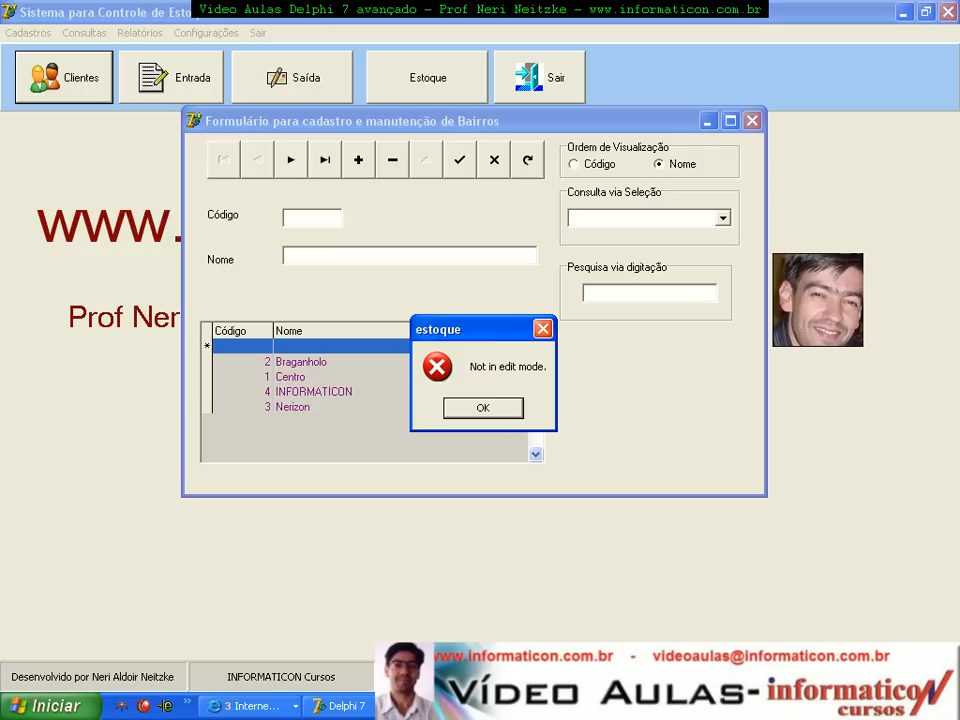 Video Aulas Delphi 7 avançado - Prof Neri Neitzke - www.informaticon.com.br
Sistema para Controle de Esto
Cadastros Consultas Relatórios Configurações Sair
Clientes Entrada Saída Estoque Sair
Formulário para cadastro e manutenção de Bairros
Ordem de Visualização
Código Nome
Consulta via Seleção
Código
Nome
Pesquisa via digitação
www.
Prof Ner
Código Nome
2 Braganholo
1 Centro
4 INFORMATICON
3 Nerizon
estoque
Not in edit mode.
OK
Desenvolvido por Neri Aldoir Neitzke INFORMATICON Cursos
www.informaticon.com.br - videoaulas@informaticon.com.br
VÍDEO AULAS- informaticon
cursos
Iniciar 3 Interne... Delphi 7